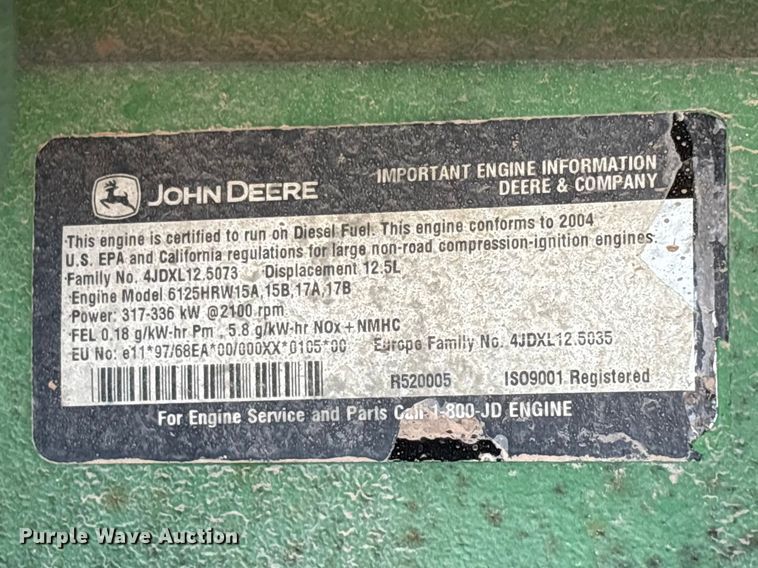 JOHN DEERE
IMPORTANT ENGINE INFORMATION
DEERE & COMPANY
This engine is certified to run on Diesel Fuel. This engine conforms to 2004
U.S. EPA and California regulations for large non-road compression-ignition engines.
Family No. 4JDXL12.5073 Displacement 12.5L
Engine Model 6125HRW15A,15B,17A,17B
Power: 317-336 kW @2100 rpm
FEL 0.18 g/kW-hr Pm, 5.8 g/kW-hr NOx + NMHC
EU No: e11*97/68EA*00/000XX*0105*00 Europe Family No. 4JDXL12.5035
R520005 ISO9001 Registered
For Engine Service and Parts Call 1-800-JD ENGINE
Purple Wave Auction